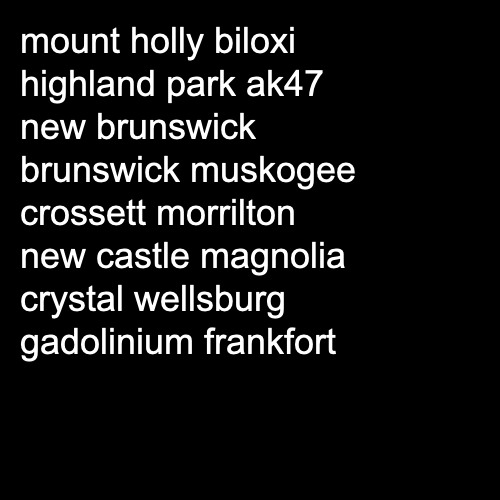 mount holly biloxi
highland park ak47
new brunswick
brunswick muskogee
crossett morrilton
new castle magnolia
crystal wellsburg
gadolinium frankfort